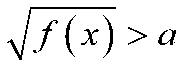 √f(x) > a